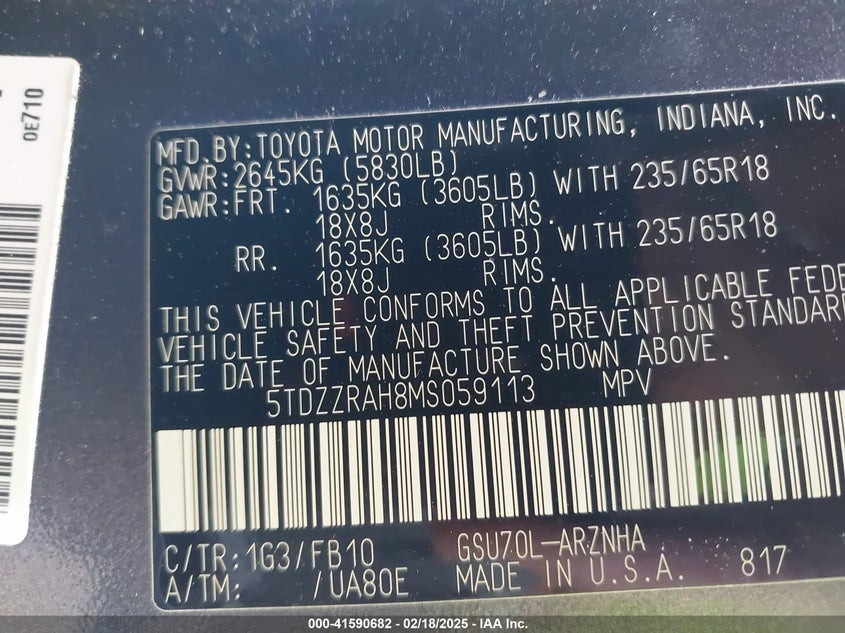 0E710
MFD.BY:TOYOTA MOTOR MANUFACTURING, INDIANA, INC.
GVWR:2645KG (5830LB)
GAWR:FRT. 1635KG (3605LB) WITH 235/65R18
18X8J RIMS.
RR. 1635KG (3605LB) WITH 235/65R18
18X8J RIMS.
THIS VEHICLE CONFORMS TO ALL APPLICABLE FEDE
VEHICLE SAFETY AND THEFT PREVENTION STANDARD
THE DATE OF MANUFACTURE SHOWN ABOVE.
5TDZZRAH8MS059113 MPV
C/TR:1G3/FB10 GSU70L-ARZNHA
A/TM: /UA80E MADE IN U.S.A. 817
000-41590682 - 02/18/2025 - IAA Inc.